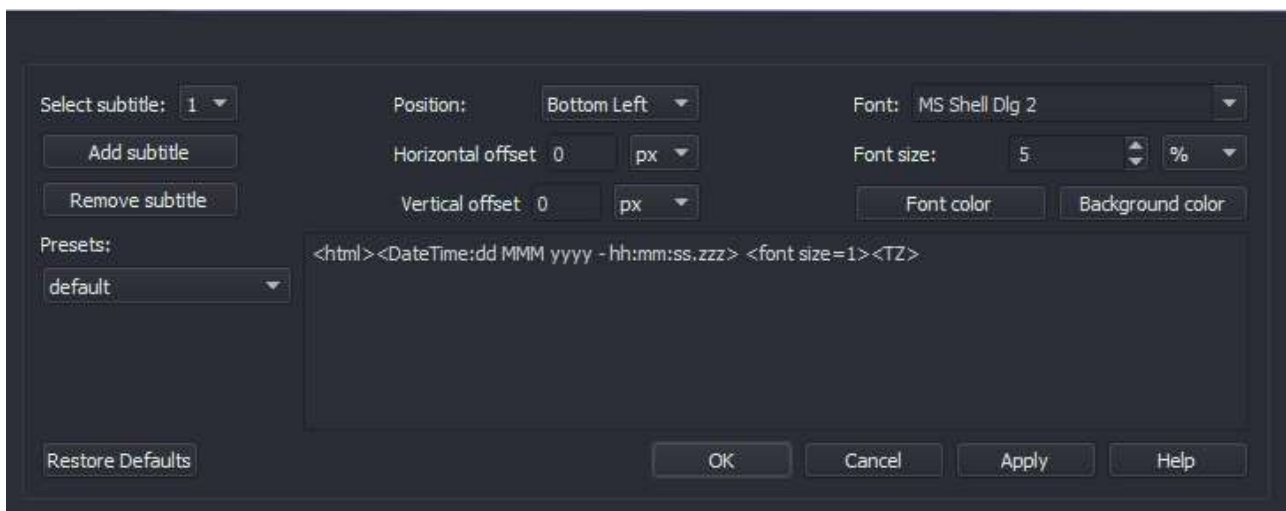 Select subtitle: 1
Position: Bottom Left
Font: MS Shell Dlg 2
Add subtitle
Horizontal offset 0 px
Font size: 5 %
Remove subtitle
Vertical offset 0 px
Font color
Background color
Presets:
default
<html><DateTime:dd MMM yyyy - hh:mm:ss.zzz> <font size=1><TZ>
Restore Defaults
OK
Cancel
Apply
Help